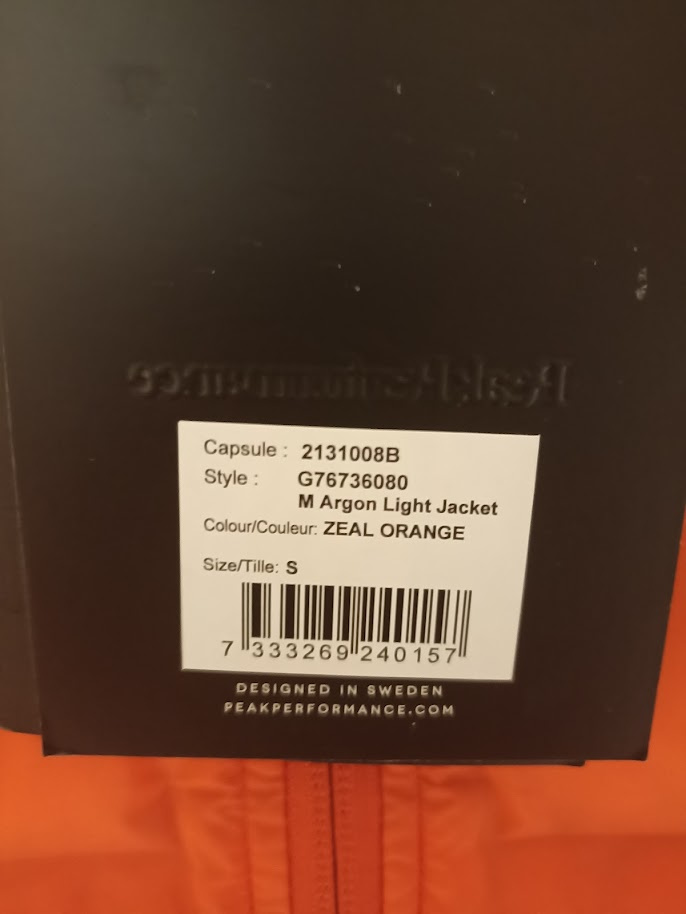 PeakPerformance
Capsule : 2131008B
Style : G76736080
M Argon Light Jacket
Colour/Couleur: ZEAL ORANGE
Size/Tille: S
7 333269 240157
DESIGNED IN SWEDEN
PEAKPERFORMANCE.COM